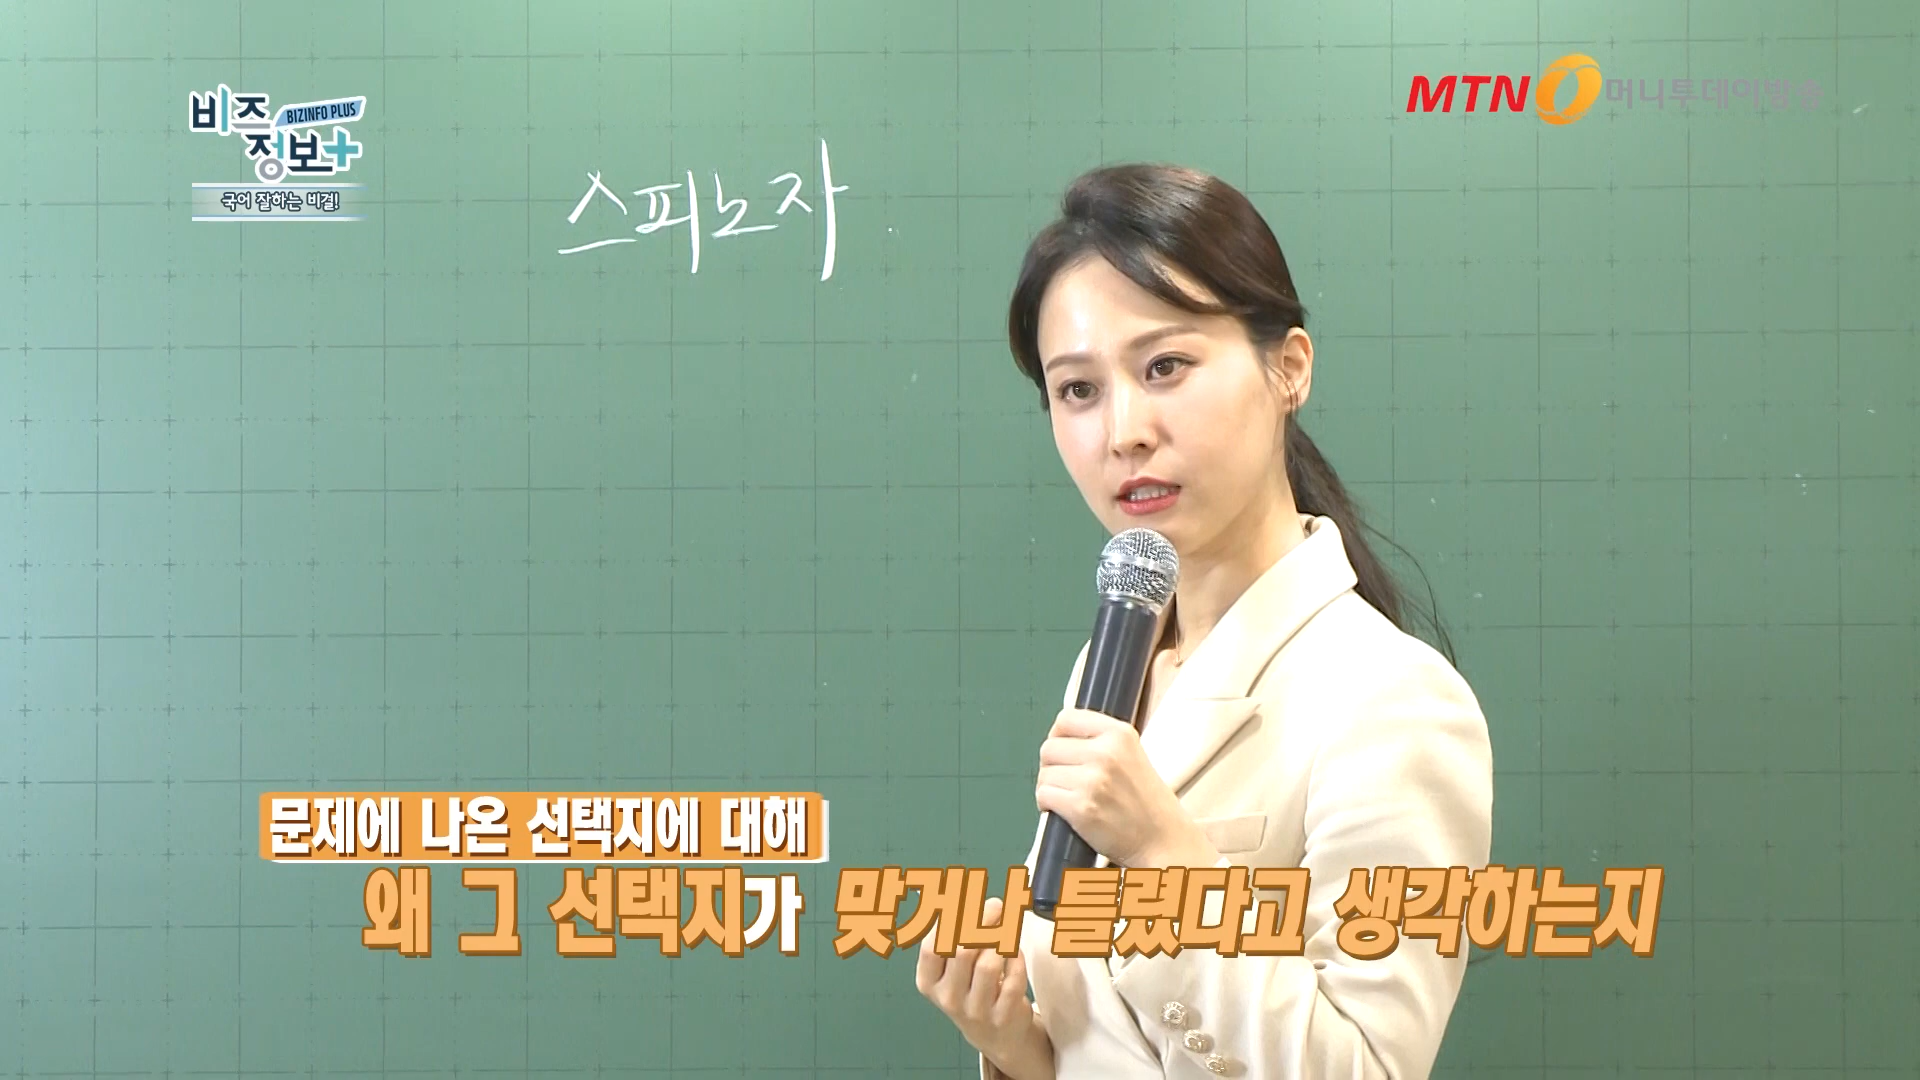 비즈
BIZINFO PLUS
정보+
국어 잘하는 비결!
MTN 머니투데이방송
스피노자
문제에 나온 선택지에 대해
왜 그 선택지가 맞거나 틀렸다고 생각하는지